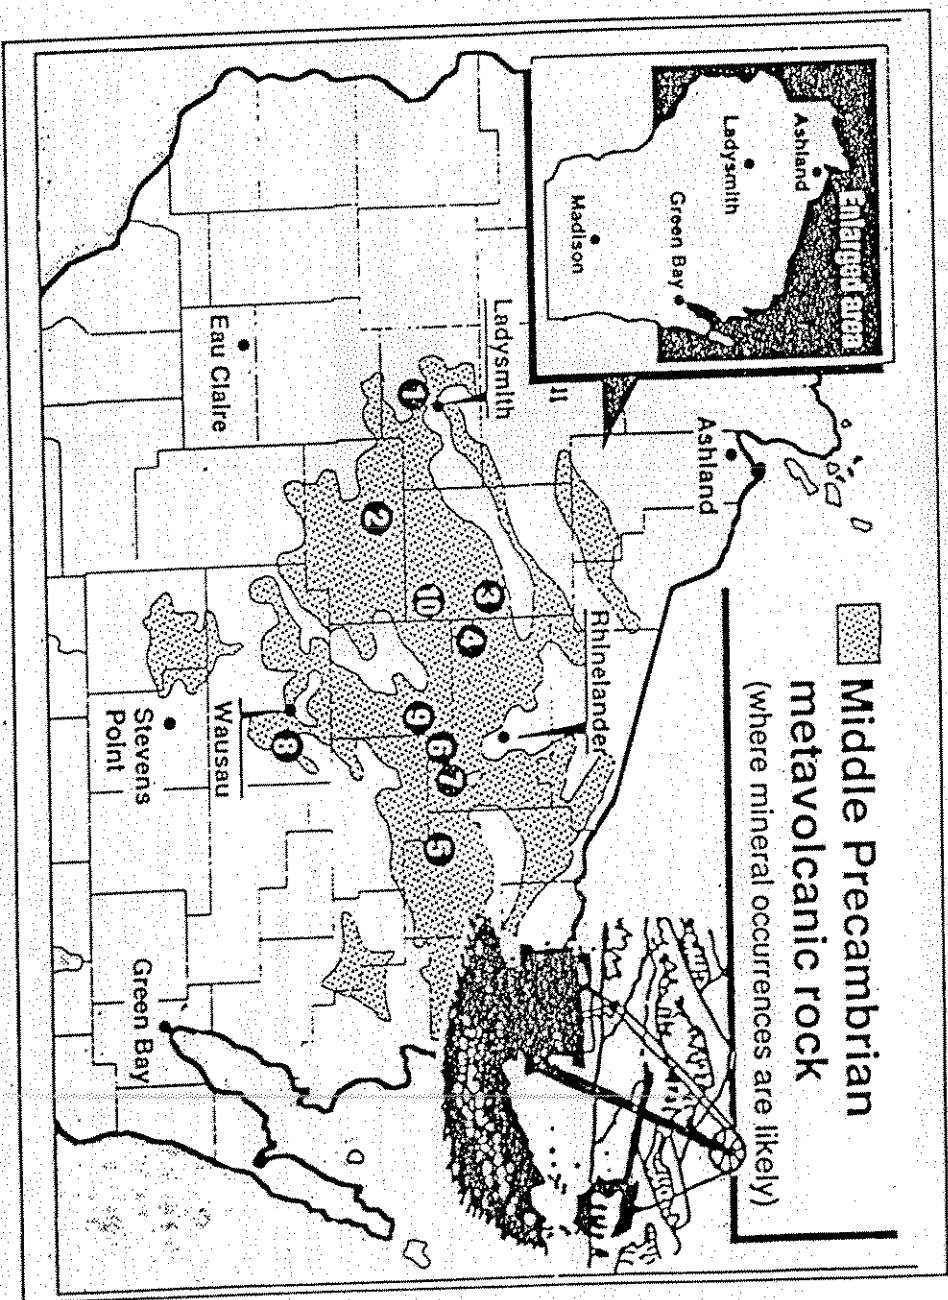 Middle Precambrian
metavolcanic rock
(where mineral occurrences are likely)
Enlarged area
Ashland
Ladysmith
Green Bay
Madison
Ashland
Ladysmith
Rhinelander
Eau Claire
Wausau
Stevens
Point
Green Bay
1
2
3
4
5
6
7
8
9
10